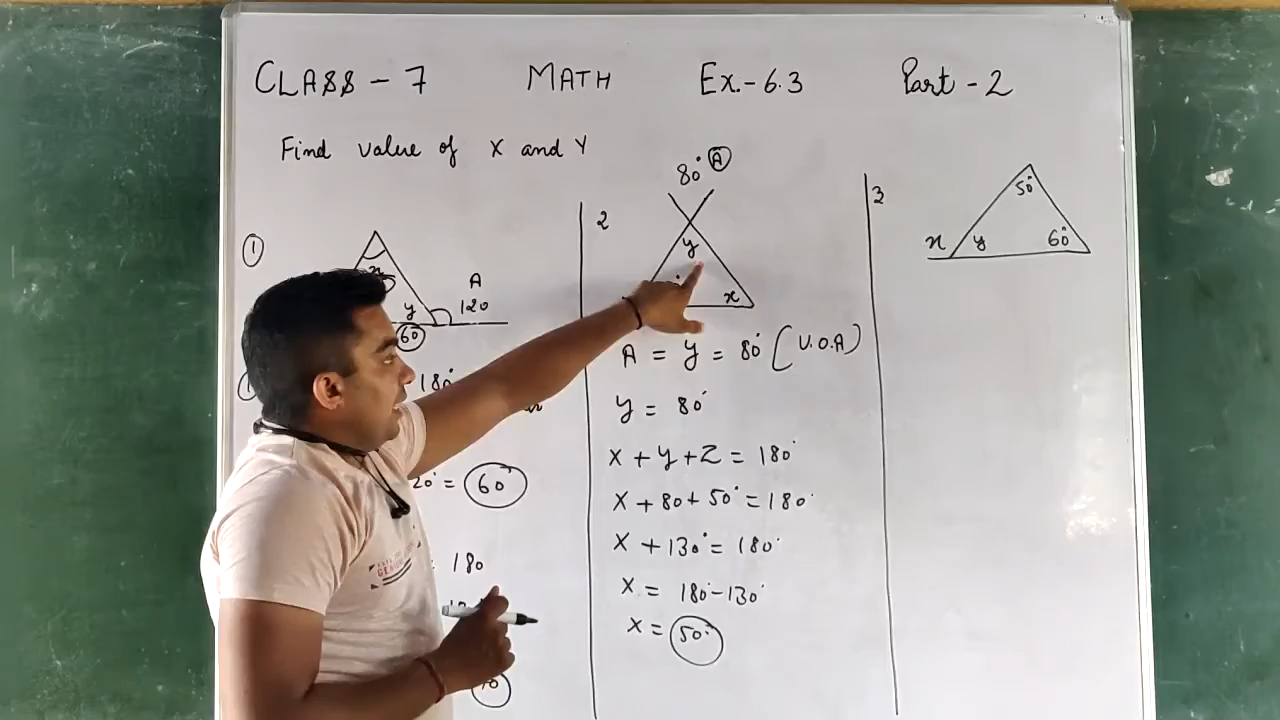 CLASS - 7 MATH Ex.- 6.3 Part - 2
Find value of X and Y
1
x
y
A
120
60
180°
20° = 60°
= 180
2
80° A
y
x
A = y = 80° [V.O.A)
y = 80°
X + y + Z = 180°
X + 80 + 50° = 180°
X + 130° = 180°
X = 180° - 130°
X = 50°
3
50°
x y 60°